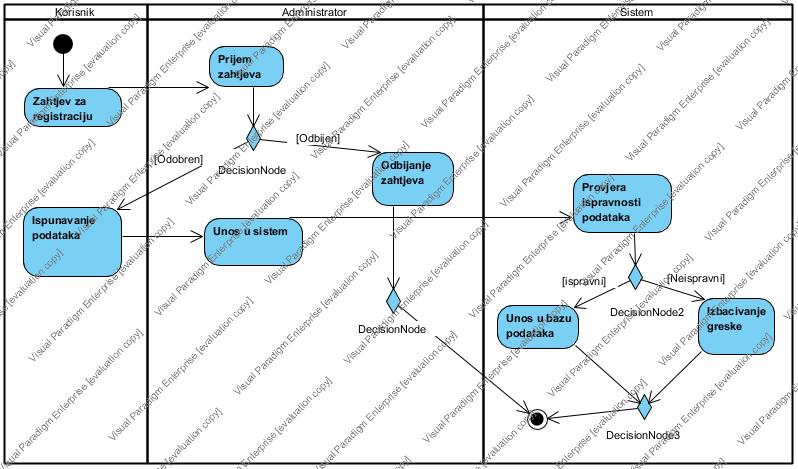 Korisnik
Administrator
Sistem
Zahtjev za
registraciju
Prijem
zahtjeva
[Odbijen]
[Odobren]
DecisionNode
Odbijanje
zahtjeva
Ispunavanje
podataka
Unos u sistem
Provjera
ispravnosti
podataka
[ispravni]
[Neispravni]
DecisionNode2
DecisionNode
Unos u bazu
podataka
Izbacivanje
greske
DecisionNode3
Visual Paradigm Enterprise [evaluation copy]